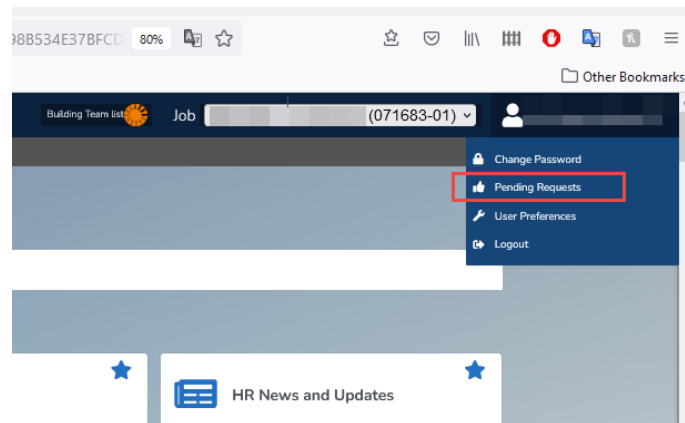 98B534E37BFCD 80%
Other Bookmarks
Building Team list Job (071683-01)
Change Password
Pending Requests
User Preferences
Logout
HR News and Updates